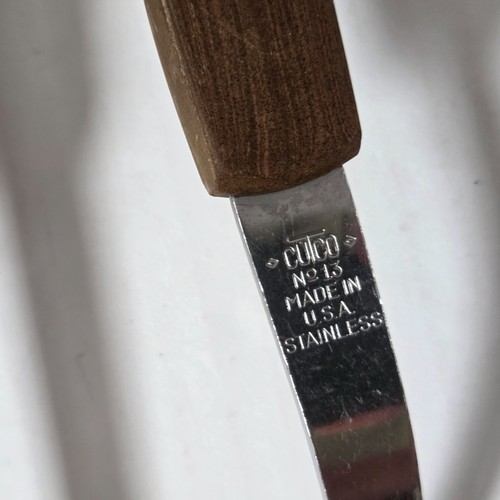 CUTCO
No 13
MADE IN
U.S.A.
STAINLESS